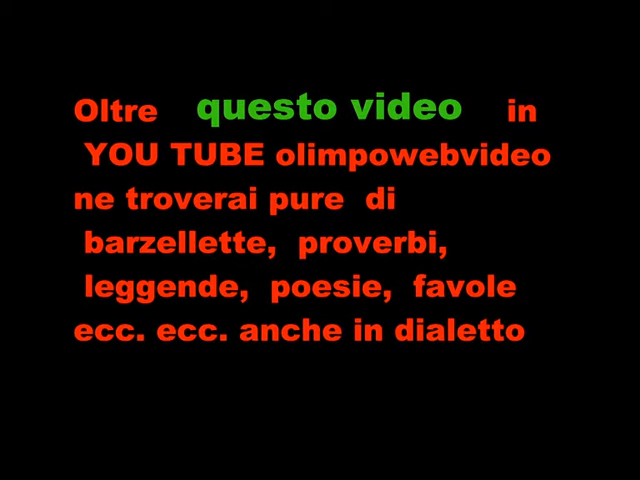 Oltre questo video in
YOU TUBE olimpowebvideo
ne troverai pure di
barzellette, proverbi,
leggende, poesie, favole
ecc. ecc. anche in dialetto